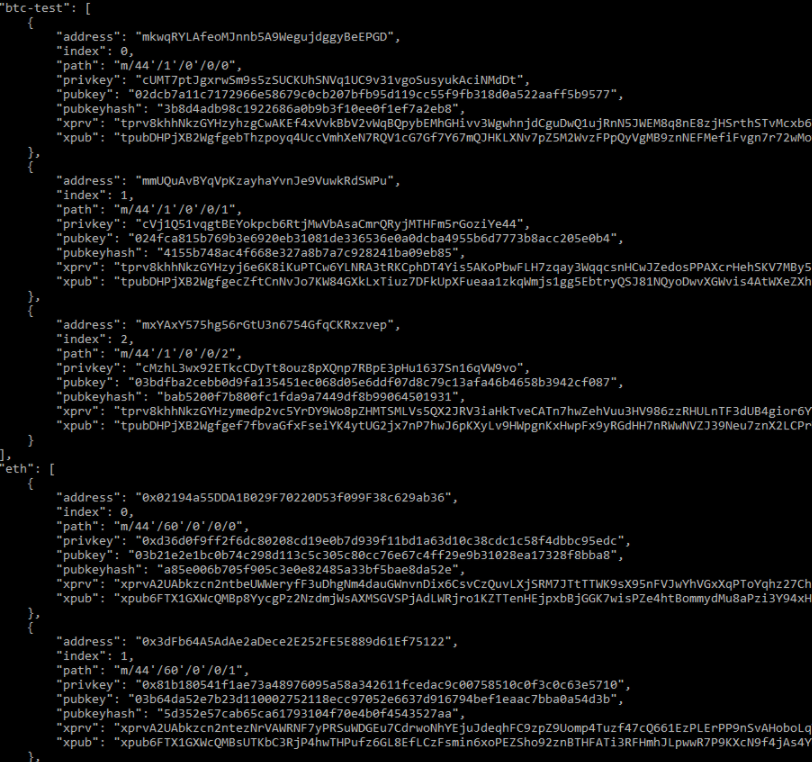 "btc-test": [
{
"address": "mkwqRYLAfeoMJnnb5A9WegujdggyBeEPGD",
"index": 0,
"path": "m/44'/1'/0'/0/0",
"privkey": "cUMT7ptJgxrwSm9s5zSUCKUhSNVq1UC9v31vgoSusyukAciNMdDt",
"pubkey": "02dcb7a11c7172966e58679c0cb207bfb95d119cc55f9fb318d0a522aaff5b9577",
"pubkeyhash": "3b8d4adb98c1922686a0b9b3f10ee0f1ef7a2eb8",
"xprv": "tprv8khhNkzGYHzyhzgCwAKEf4xVvkBbV2vWqBQpybEMhGHivv3WgwhnjdCguDwQ1ujRnN5JWEM8q8nE8zjHSrthSTvMcxb6
"xpub": "tpubDHPjXB2WgfgebThzpoyq4UccVmhXeN7RQV1cG7Gf7Y67mQJHKLXNv7pZ5M2WvzFPpQyVgMB9znNEFMefiFvgn7r72wMo
},
{
"address": "mmUQuAvBYqVpKzayhaYvnJe9VuwkRdSWPu",
"index": 1,
"path": "m/44'/1'/0'/0/1",
"privkey": "cVj1Q51vqgtBEYokpcb6RtjMwVbAsaCmrQRyjMTHFm5rGoziYe44",
"pubkey": "024fca815b769b3e6920eb31081de336536e0a0dcba4955b6d7773b8acc205e0b4",
"pubkeyhash": "4155b748ac4f668e327a8b7a7c928241ba09eb85",
"xprv": "tprv8khhNkzGYHzyj6e6K8iKuPTCw6YLNRA3tRKCphDT4Yis5AKoPbwFLH7zqay3WqqcsnHCwJZedosPPAXcrHehSKV7MBy5
"xpub": "tpubDHPjXB2WgfgecZftCnNvJo7KW84GXkLxTiuz7DFkUpXFueaa1zkqWmjs1gg5EbtryQSJ81NQyoDwvXGWvis4AtWXeZXh
},
{
"address": "mxYAxY575hg56rGtU3n6754GfqCKRxzvep",
"index": 2,
"path": "m/44'/1'/0'/0/2",
"privkey": "cMzhL3wx92ETkcCDyTt8ouz8pXQnp7RBpE3pHu1637Sn16qVW9vo",
"pubkey": "03bdfba2cebb0d9fa135451ec068d05e6ddf07d8c79c13afa46b4658b3942cf087",
"pubkeyhash": "bab5200f7b800fc1fda9a7449df8b99064501931",
"xprv": "tprv8khhNkzGYHzymedp2vc5YrDY9Wo8pZHMTSMLVs5QX2JRV3iaHkTveCATn7hwZehVuu3HV986zzRHULnTF3dUB4gior6Y
"xpub": "tpubDHPjXB2Wgfgef7fbvaGfxFseiYK4ytUG2jx7nP7hwJ6pKXyLv9HWpgnKxHwpFx9yRGdHH7nRWwNVZJ39Neu7znX2LCPr
}
],
"eth": [
{
"address": "0x02194a55DDA1B029F70220D53f099F38c629ab36",
"index": 0,
"path": "m/44'/60'/0'/0/0",
"privkey": "0xd36d0f9ff2f6dc80208cd19e0b7d939f11bd1a63d10c38cdc1c58f4dbbc95edc",
"pubkey": "03b21e2e1bc0b74c298d113c5c305c80cc76e67c4ff29e9b31028ea17328f8bba8",
"pubkeyhash": "a85e006b705f905c3e0e82485a33bf5bae8da52e",
"xprv": "xprvA2UAbkzcn2ntbeUWWeryfF3uDhgNm4dauGWnvnDix6CsvCzQuvLXjSRM7JTtTTWK9sX95nFVJwYhVGxXqPToYqhz27Ch
"xpub": "xpub6FTX1GXWcQMBp8YycgPz2NzdmjWsAXMSGVSPjAdLWRjro1KZTTenHEjpxbBjGGK7wisPZe4htBommydMu8aPzi3Y94xH
},
{
"address": "0x3dFb64A5AdAe2aDece2E252FE5E889d61Ef75122",
"index": 1,
"path": "m/44'/60'/0'/0/1",
"privkey": "0x81b180541f1ae73a48976095a58a342611fcedac9c00758510c0f3c0c63e5710",
"pubkey": "03b64da52e7b23d110002752118ecc97052e6637d916794bef1eaac7bba0a54d3b",
"pubkeyhash": "5d352e57cab65ca61793104f70e4b0f4543527aa",
"xprv": "xprvA2UAbkzcn2ntezNrVAWRNF7yPRSuWDGEu7CdrwoNhYEjuJdeqhFC9zpZ9Uomp4Tuzf47cQ661EzPLErPP9nSvAHoboLq
"xpub": "xpub6FTX1GXWcQMBsUTKbC3RjP4hwTHPufz6GL8EfLCzFsmin6xoPEZSho92znBTHFATi3RFHmhJLpwwR7P9KXcN9f4jAs4Y
},